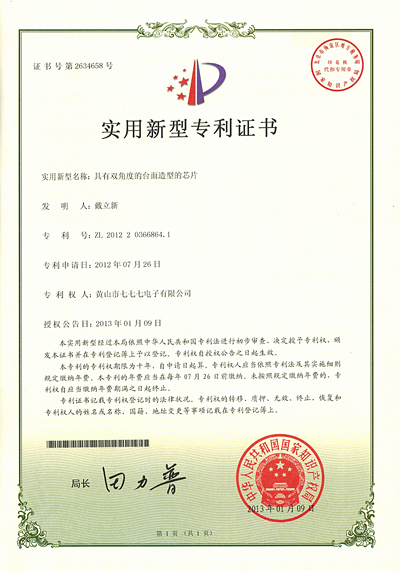 证书号第2634658号
印花税
代扣专用章
实用新型专利证书
实用新型名称：具有双角度的台面造型的芯片
发明人：戴立新
专利号：ZL 2012 2 0366864.1
专利申请日：2012年07月26日
专利权人：黄山市七七七电子有限公司
授权公告日：2013年01月09日
本实用新型经过本局依照中华人民共和国专利法进行初步审查，决定授予专利权，颁
发本证书并在专利登记簿上予以登记。专利权自授权公告之日起生效。
本专利的专利权期限为十年，自申请日起算。专利权人应当依照专利法及其实施细则
规定缴纳年费。本专利的年费应当在每年07月26日前缴纳。未按照规定缴纳年费的，专
利权自应当缴纳年费期满之日起终止。
专利证书记载专利权登记时的法律状况。专利权的转移、质押、无效、终止、恢复和
专利权人的姓名或名称、国籍、地址变更等事项记载在专利登记簿上。
局长
田力普
中华人民共和国国家知识产权局
2013年01月09日
第1页（共1页）